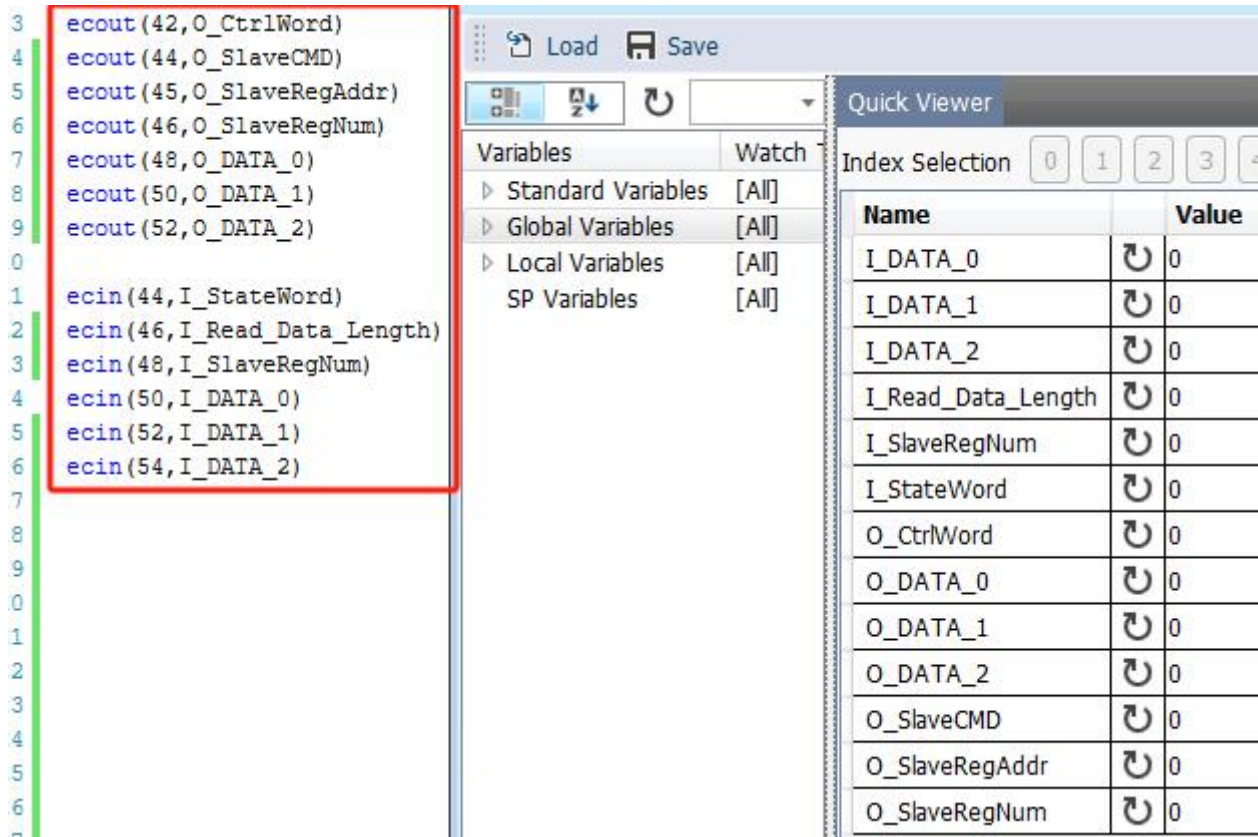 3 ecout(42,O_CtrlWord)
4 ecout(44,O_SlaveCMD)
5 ecout(45,O_SlaveRegAddr)
6 ecout(46,O_SlaveRegNum)
7 ecout(48,O_DATA_0)
8 ecout(50,O_DATA_1)
9 ecout(52,O_DATA_2)
0
1 ecin(44,I_StateWord)
2 ecin(46,I_Read_Data_Length)
3 ecin(48,I_SlaveRegNum)
4 ecin(50,I_DATA_0)
5 ecin(52,I_DATA_1)
6 ecin(54,I_DATA_2)
7
8
9
0
1
2
3
4
5
6
Load Save
Variables Watch T
Standard Variables [All]
Global Variables [All]
Local Variables [All]
SP Variables [All]
Quick Viewer
Index Selection 0 1 2 3 4
Name Value
I_DATA_0 0
I_DATA_1 0
I_DATA_2 0
I_Read_Data_Length 0
I_SlaveRegNum 0
I_StateWord 0
O_CtrlWord 0
O_DATA_0 0
O_DATA_1 0
O_DATA_2 0
O_SlaveCMD 0
O_SlaveRegAddr 0
O_SlaveRegNum 0